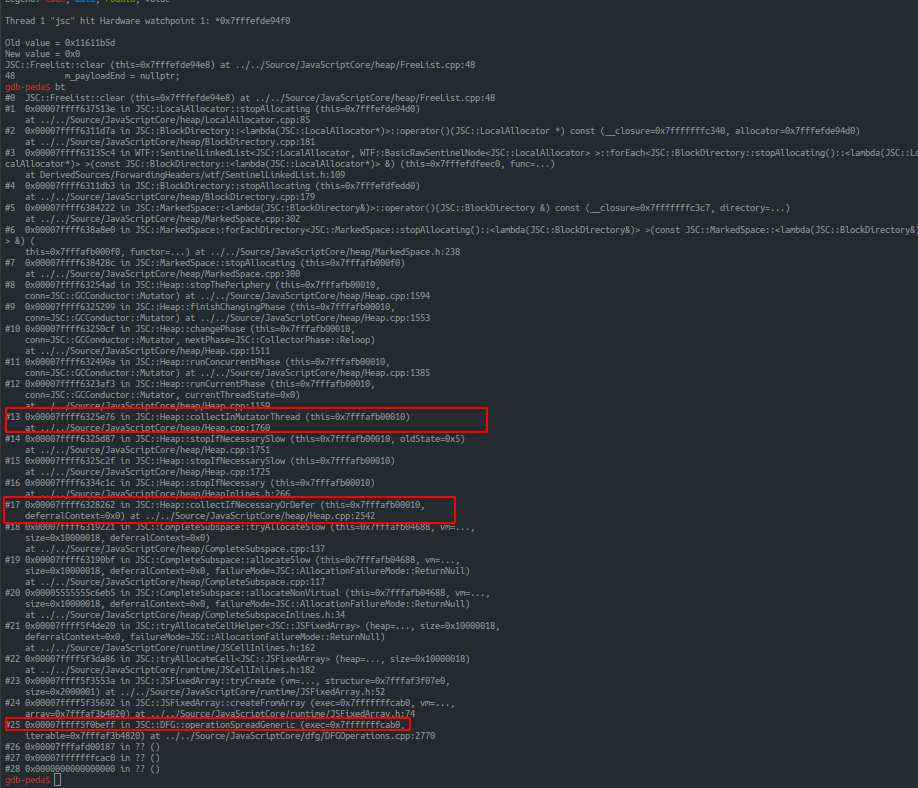 Legend: code, data, rodata, value
Thread 1 "jsc" hit Hardware watchpoint 1: *0x7fffefde94f0
Old value = 0x11611b5d
New value = 0x0
JSC::FreeList::clear (this=0x7fffefde94e8) at ../../Source/JavaScriptCore/heap/FreeList.cpp:48
48 m_payloadEnd = nullptr;
gdb-peda$ bt
#0 JSC::FreeList::clear (this=0x7fffefde94e8) at ../../Source/JavaScriptCore/heap/FreeList.cpp:48
#1 0x00007ffff637513e in JSC::LocalAllocator::stopAllocating (this=0x7fffefde94d0)
at ../../Source/JavaScriptCore/heap/LocalAllocator.cpp:85
#2 0x00007ffff6311d7a in JSC::BlockDirectory::<lambda(JSC::LocalAllocator*)>::operator()(JSC::LocalAllocator *) const (__closure=0x7fffffffc340, allocator=0x7fffefde94d0)
at ../../Source/JavaScriptCore/heap/BlockDirectory.cpp:181
#3 0x00007ffff63135c4 in WTF::SentinelLinkedList<JSC::LocalAllocator, WTF::BasicRawSentinelNode<JSC::LocalAllocator> >::forEach<JSC::BlockDirectory::stopAllocating()::<lambda(JSC::Lo
calAllocator*)> >(const JSC::BlockDirectory::<lambda(JSC::LocalAllocator*)> &) (this=0x7fffefdfeec0, func=...)
at DerivedSources/ForwardingHeaders/wtf/SentinelLinkedList.h:109
#4 0x00007ffff6311db3 in JSC::BlockDirectory::stopAllocating (this=0x7fffefdfedd0)
at ../../Source/JavaScriptCore/heap/BlockDirectory.cpp:179
#5 0x00007ffff6384222 in JSC::MarkedSpace::<lambda(JSC::BlockDirectory&)>::operator()(JSC::BlockDirectory &) const (__closure=0x7fffffffc3c7, directory=...)
at ../../Source/JavaScriptCore/heap/MarkedSpace.cpp:302
#6 0x00007ffff638a8e0 in JSC::MarkedSpace::forEachDirectory<JSC::MarkedSpace::stopAllocating()::<lambda(JSC::BlockDirectory&)> >(const JSC::MarkedSpace::<lambda(JSC::BlockDirectory&)
> &) (
this=0x7fffafb000f0, functor=...) at ../../Source/JavaScriptCore/heap/MarkedSpace.h:238
#7 0x00007ffff638428c in JSC::MarkedSpace::stopAllocating (this=0x7fffafb000f0)
at ../../Source/JavaScriptCore/heap/MarkedSpace.cpp:300
#8 0x00007ffff63254ad in JSC::Heap::stopThePeriphery (this=0x7fffafb00010,
conn=JSC::GCConductor::Mutator) at ../../Source/JavaScriptCore/heap/Heap.cpp:1594
#9 0x00007ffff6325299 in JSC::Heap::finishChangingPhase (this=0x7fffafb00010,
conn=JSC::GCConductor::Mutator) at ../../Source/JavaScriptCore/heap/Heap.cpp:1553
#10 0x00007ffff63250cf in JSC::Heap::changePhase (this=0x7fffafb00010,
conn=JSC::GCConductor::Mutator, nextPhase=JSC::CollectorPhase::Reloop)
at ../../Source/JavaScriptCore/heap/Heap.cpp:1511
#11 0x00007ffff632490a in JSC::Heap::runConcurrentPhase (this=0x7fffafb00010,
conn=JSC::GCConductor::Mutator) at ../../Source/JavaScriptCore/heap/Heap.cpp:1385
#12 0x00007ffff6323af3 in JSC::Heap::runCurrentPhase (this=0x7fffafb00010,
conn=JSC::GCConductor::Mutator, currentThreadState=0x0)
at ../../Source/JavaScriptCore/heap/Heap.cpp:1159
#13 0x00007ffff6325e76 in JSC::Heap::collectInMutatorThread (this=0x7fffafb00010)
at ../../Source/JavaScriptCore/heap/Heap.cpp:1760
#14 0x00007ffff6325d87 in JSC::Heap::stopIfNecessarySlow (this=0x7fffafb00010, oldState=0x5)
at ../../Source/JavaScriptCore/heap/Heap.cpp:1751
#15 0x00007ffff6325c2f in JSC::Heap::stopIfNecessarySlow (this=0x7fffafb00010)
at ../../Source/JavaScriptCore/heap/Heap.cpp:1725
#16 0x00007ffff6334c1c in JSC::Heap::stopIfNecessary (this=0x7fffafb00010)
at ../../Source/JavaScriptCore/heap/HeapInlines.h:266
#17 0x00007ffff6328262 in JSC::Heap::collectIfNecessaryOrDefer (this=0x7fffafb00010,
deferralContext=0x0) at ../../Source/JavaScriptCore/heap/Heap.cpp:2542
#18 0x00007ffff6319221 in JSC::CompleteSubspace::tryAllocateSlow (this=0x7fffafb04688, vm=...,
size=0x10000018, deferralContext=0x0)
at ../../Source/JavaScriptCore/heap/CompleteSubspace.cpp:137
#19 0x00007ffff63190bf in JSC::CompleteSubspace::allocateSlow (this=0x7fffafb04688, vm=...,
size=0x10000018, deferralContext=0x0, failureMode=JSC::AllocationFailureMode::ReturnNull)
at ../../Source/JavaScriptCore/heap/CompleteSubspace.cpp:117
#20 0x00005555555c6eb5 in JSC::CompleteSubspace::allocateNonVirtual (this=0x7fffafb04688, vm=...,
size=0x10000018, deferralContext=0x0, failureMode=JSC::AllocationFailureMode::ReturnNull)
at ../../Source/JavaScriptCore/heap/CompleteSubspaceInlines.h:34
#21 0x00007ffff5f4de20 in JSC::tryAllocateCellHelper<JSC::JSFixedArray> (heap=..., size=0x10000018,
deferralContext=0x0, failureMode=JSC::AllocationFailureMode::ReturnNull)
at ../../Source/JavaScriptCore/runtime/JSCellInlines.h:162
#22 0x00007ffff5f3da86 in JSC::tryAllocateCell<JSC::JSFixedArray> (heap=..., size=0x10000018)
at ../../Source/JavaScriptCore/runtime/JSCellInlines.h:182
#23 0x00007ffff5f3553a in JSC::JSFixedArray::tryCreate (vm=..., structure=0x7fffaf3f07e0,
size=0x2000001) at ../../Source/JavaScriptCore/runtime/JSFixedArray.h:52
#24 0x00007ffff5f35692 in JSC::JSFixedArray::createFromArray (exec=0x7fffffffcab0, vm=...,
array=0x7fffaf3b4820) at ../../Source/JavaScriptCore/runtime/JSFixedArray.h:74
#25 0x00007ffff5f0beff in JSC::DFG::operationSpreadGeneric (exec=0x7fffffffcab0,
iterable=0x7fffaf3b4820) at ../../Source/JavaScriptCore/dfg/DFGOperations.cpp:2770
#26 0x00007fffafd00187 in ?? ()
#27 0x00007fffffffcac0 in ?? ()
#28 0x0000000000000000 in ?? ()
gdb-peda$